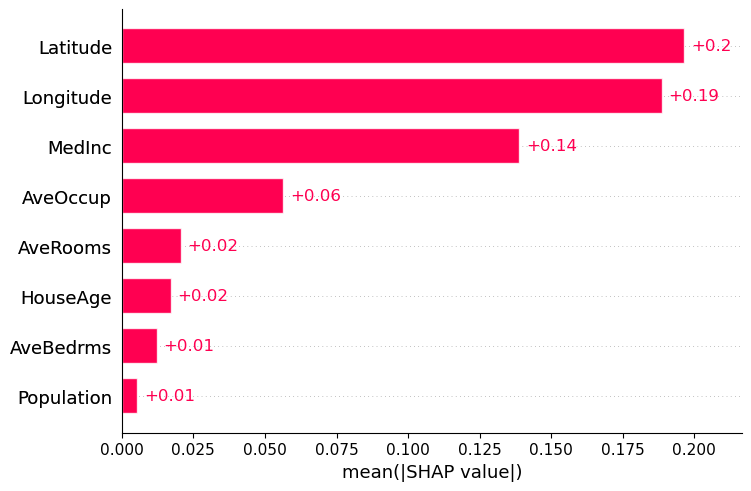 Latitude +0.2
Longitude +0.19
MedInc +0.14
AveOccup +0.06
AveRooms +0.02
HouseAge +0.02
AveBedrms +0.01
Population +0.01
0.000 0.025 0.050 0.075 0.100 0.125 0.150 0.175 0.200
mean(|SHAP value|)